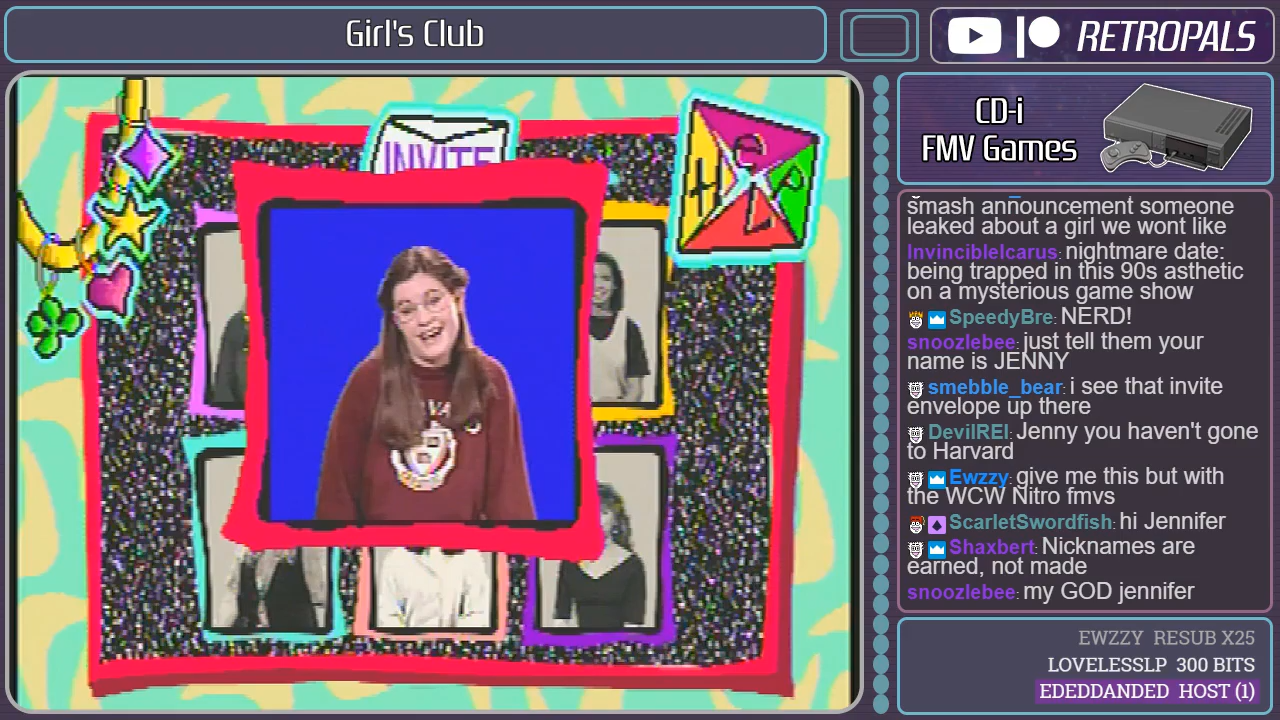 Girl's Club
RETROPALS
CD-i
FMV Games
INVITE
HELP
VA
smash announcement someone
leaked about a girl we wont like
InvincibleIcarus: nightmare date:
being trapped in this 90s asthetic
on a mysterious game show
SpeedyBre: NERD!
snoozlebee: just tell them your
name is JENNY
smebble_bear: i see that invite
envelope up there
DevilREI: Jenny you haven't gone
to Harvard
Ewzzy: give me this but with
the WCW Nitro fmvs
ScarletSwordfish: hi Jennifer
Shaxbert: Nicknames are
earned, not made
snoozlebee: my GOD jennifer
EWZZY RESUB X25
LOVELESSLP 300 BITS
EDEDDANDED HOST (1)